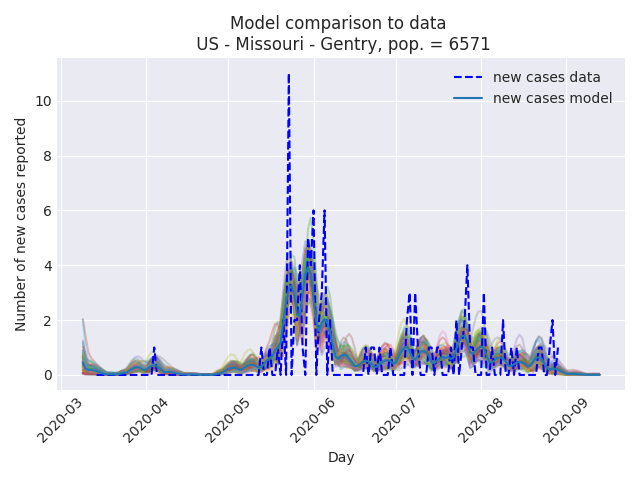 Model comparison to data
US - Missouri - Gentry, pop. = 6571
new cases data
new cases model
Number of new cases reported
10
8
6
4
2
0
2020-03
2020-04
2020-05
2020-06
2020-07
2020-08
2020-09
Day